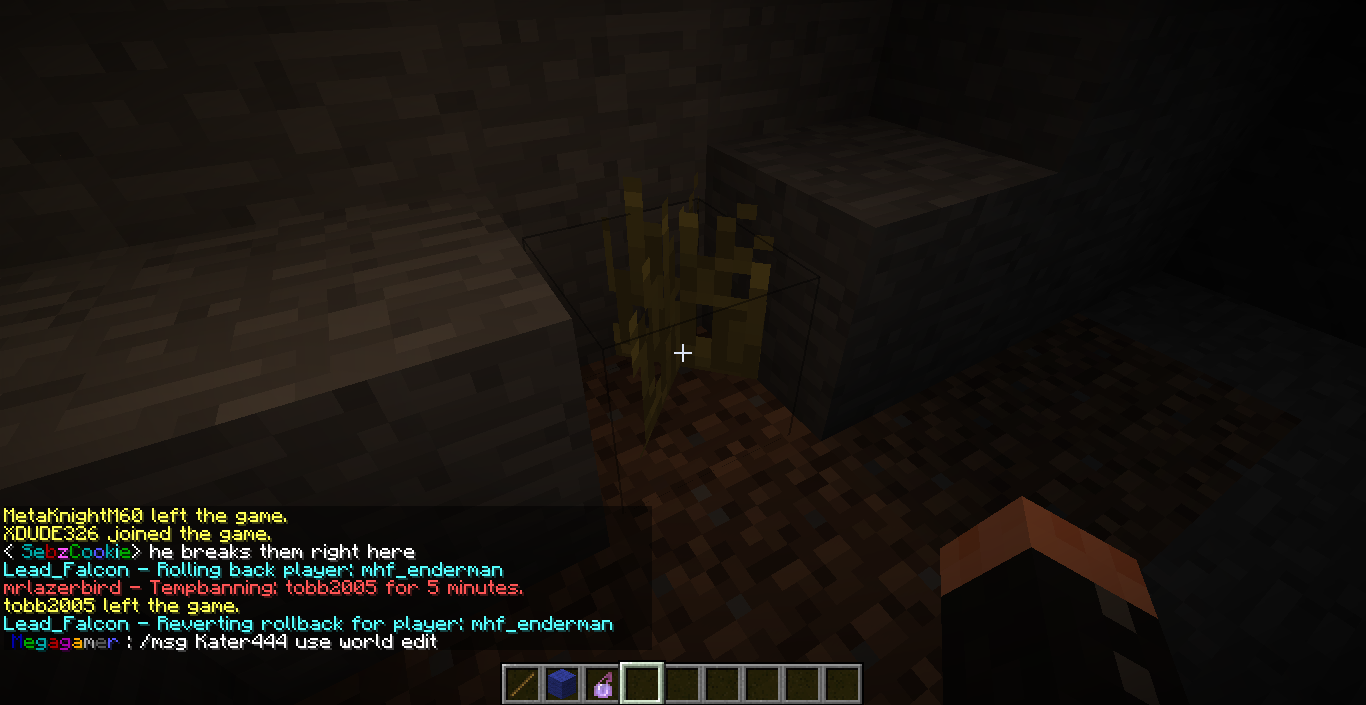 MetaKnightM60 left the game.
XDUDE326 joined the game.
< SebzCookie> he breaks them right here
Lead_Falcon - Rolling back player: mhf_enderman
mrlazerbird - Tempbanning: tobb2005 for 5 minutes.
tobb2005 left the game.
Lead_Falcon - Reverting rollback for player: mhf_enderman
Megagamer : /msg Kater444 use world edit